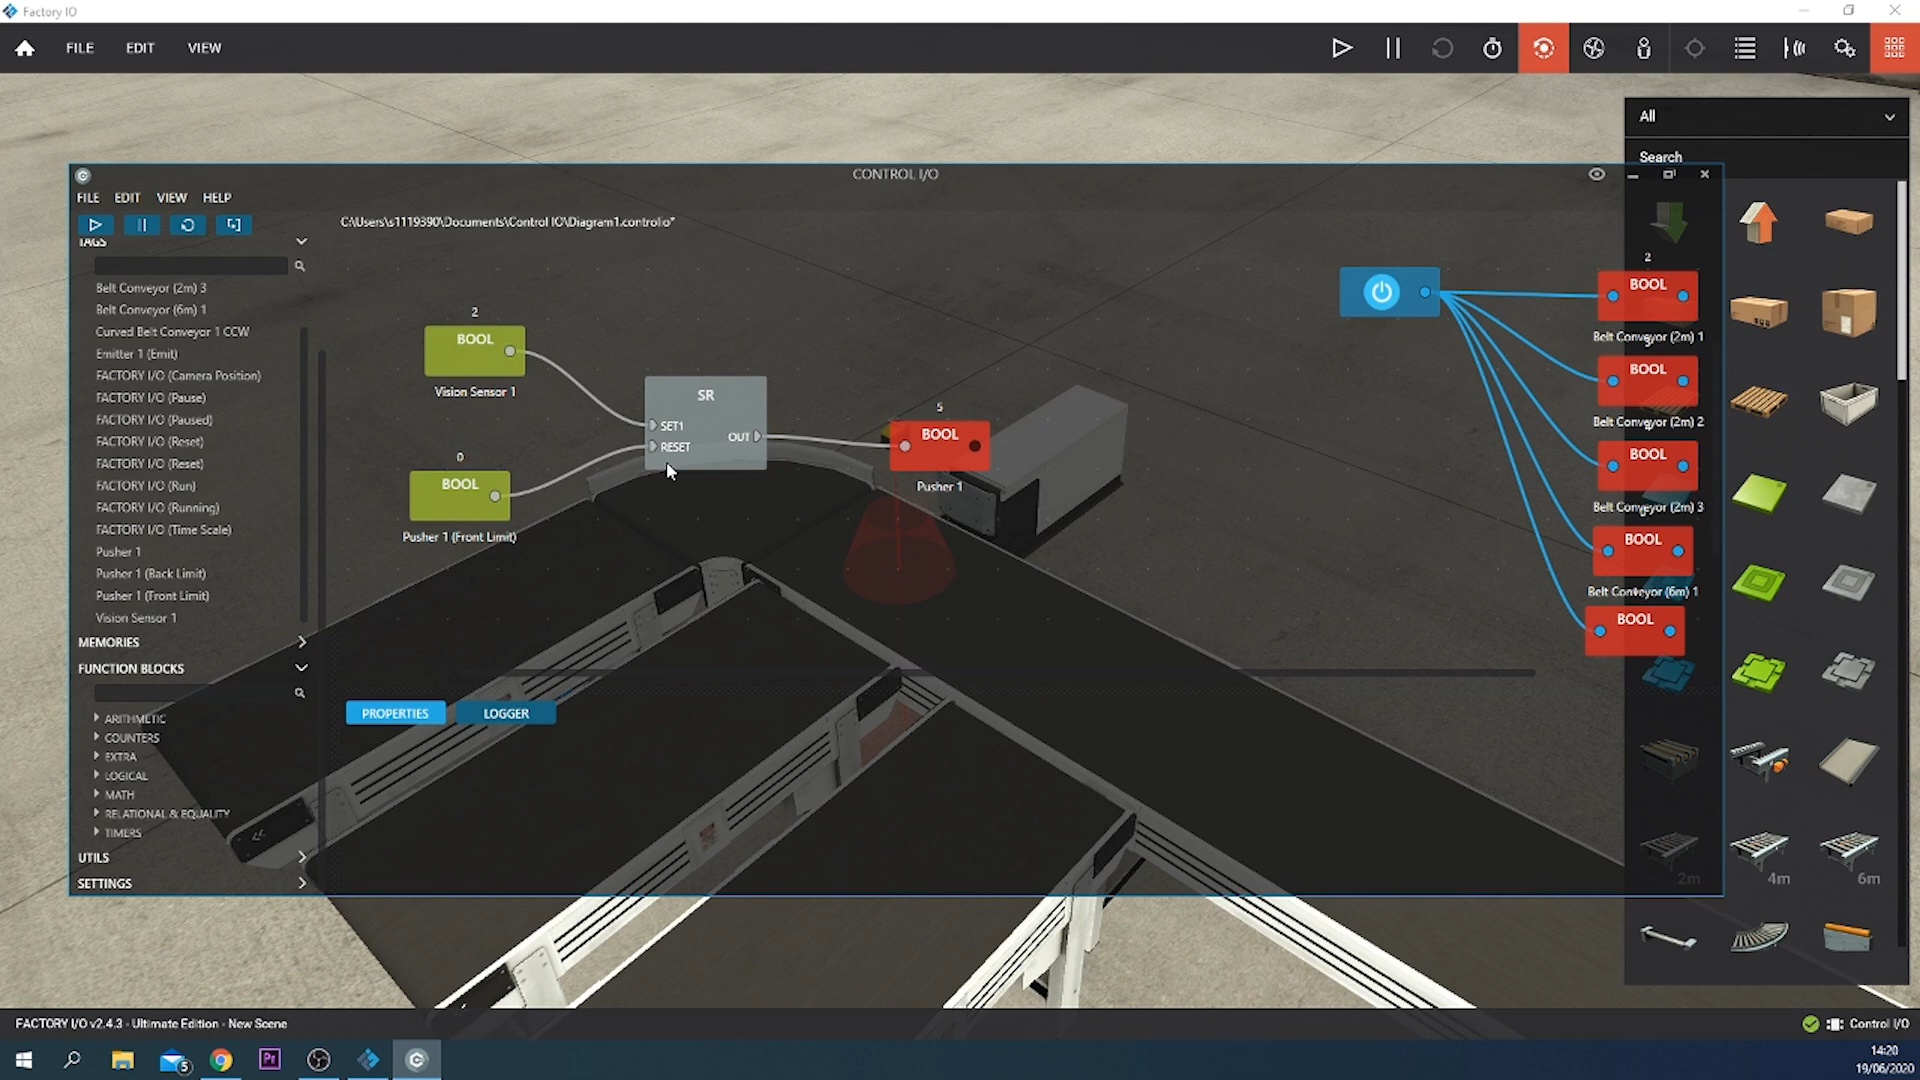 Factory IO
FILE EDIT VIEW
All
Search
CONTROL I/O
FILE EDIT VIEW HELP
C:\Users\s1119390\Documents\Control IO\Diagram1.controlio*
TAGS
Belt Conveyor (2m) 3
Belt Conveyor (6m) 1
Curved Belt Conveyor 1 CCW
Emitter 1 (Emit)
FACTORY I/O (Camera Position)
FACTORY I/O (Pause)
FACTORY I/O (Paused)
FACTORY I/O (Reset)
FACTORY I/O (Reset)
FACTORY I/O (Run)
FACTORY I/O (Running)
FACTORY I/O (Time Scale)
Pusher 1
Pusher 1 (Back Limit)
Pusher 1 (Front Limit)
Vision Sensor 1
MEMORIES
FUNCTION BLOCKS
ARITHMETIC
COUNTERS
EXTRA
LOGICAL
MATH
RELATIONAL & EQUALITY
TIMERS
UTILS
SETTINGS
2
BOOL
Vision Sensor 1
0
BOOL
Pusher 1 (Front Limit)
SR
SET1
RESET
OUT
5
BOOL
Pusher 1
2
BOOL
Belt Conveyor (2m) 1
BOOL
Belt Conveyor (2m) 2
BOOL
Belt Conveyor (2m) 3
BOOL
Belt Conveyor (6m) 1
BOOL
PROPERTIES LOGGER
2m 4m 6m
FACTORY I/O v2.4.3 - Ultimate Edition - New Scene
Control I/O
5
Pr
14:20
19/06/2020